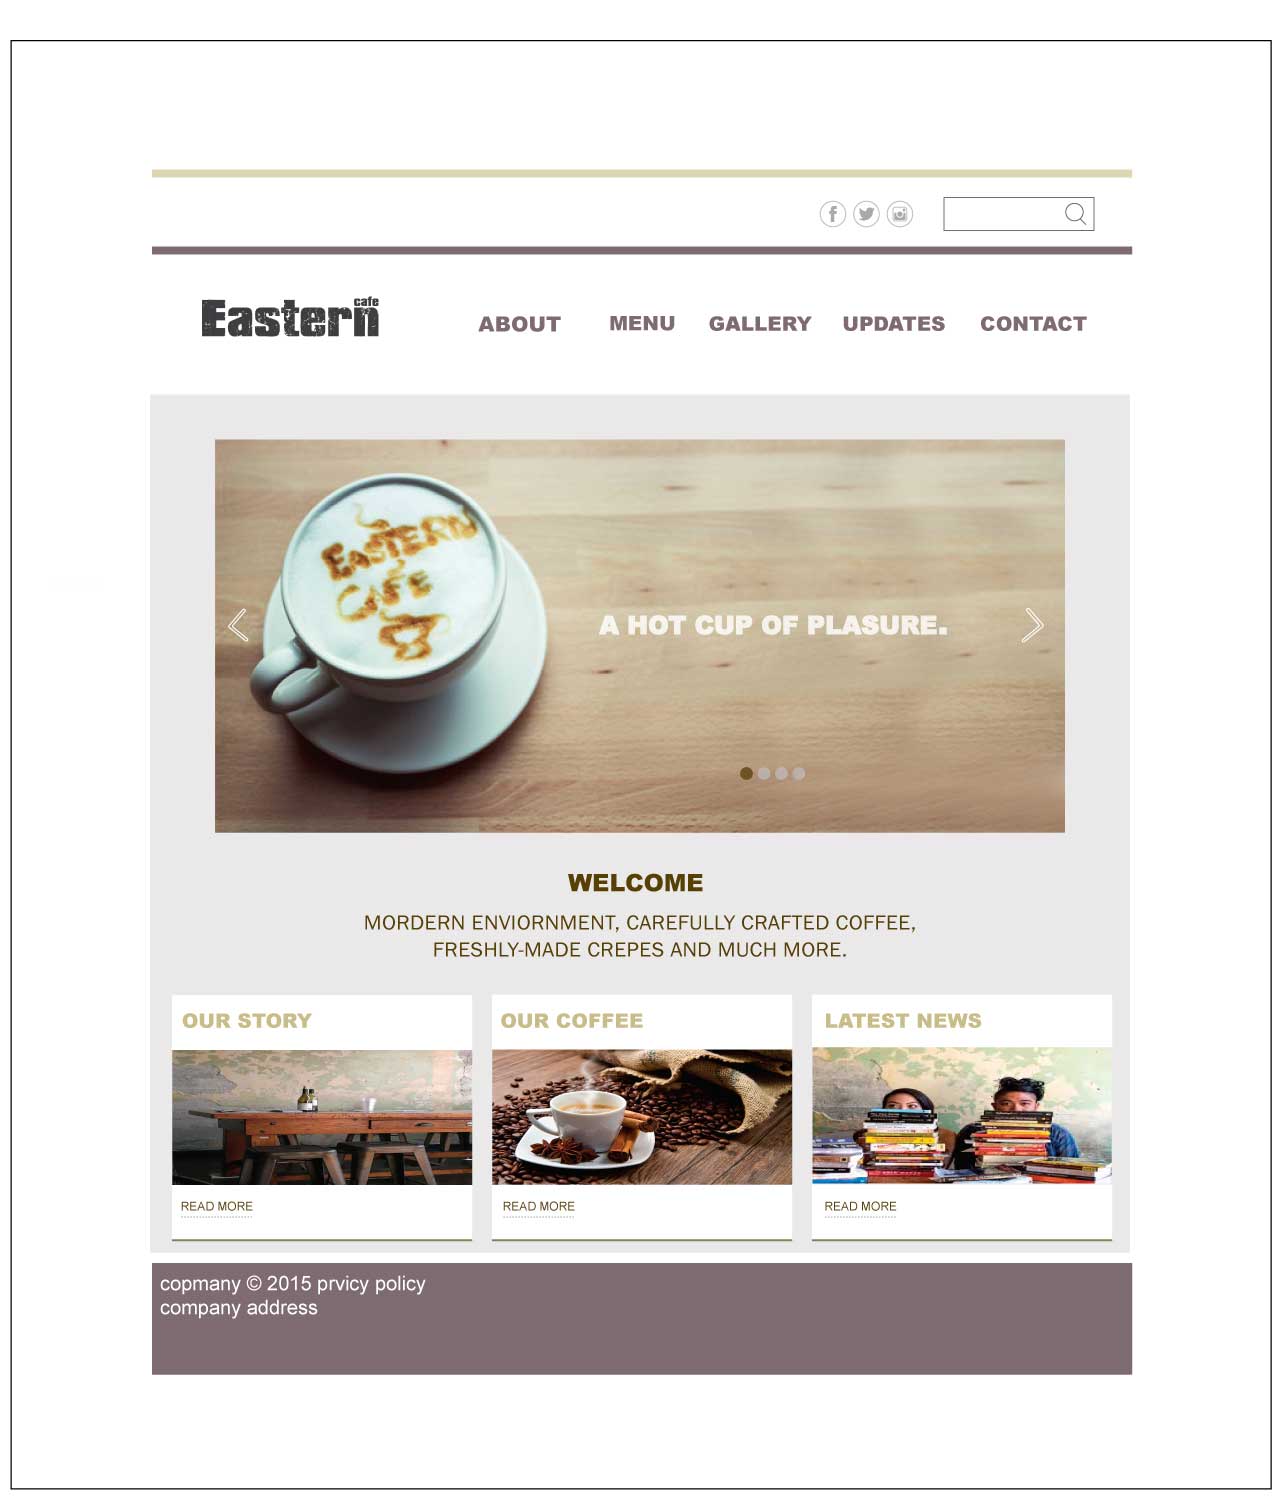 Eastern cafe
ABOUT MENU GALLERY UPDATES CONTACT
EASTERN
CAFE
A HOT CUP OF PLASURE.
WELCOME
MORDERN ENVIORNMENT, CAREFULLY CRAFTED COFFEE,
FRESHLY-MADE CREPES AND MUCH MORE.
OUR STORY
OUR COFFEE
LATEST NEWS
READ MORE
READ MORE
READ MORE
copmany © 2015 prvicy policy
company address